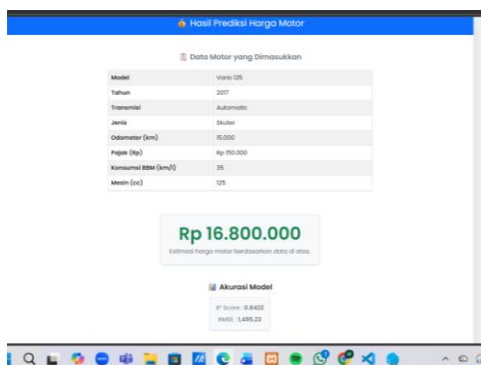 Hasil Prediksi Harga Motor
Data Motor yang Dimasukkan
Model Vario 125
Tahun 2017
Transmisi Automatic
Jenis Skuter
Odometer (km) 15.000
Pajak (Rp) Rp 150.000
Konsumsi BBM (km/l) 35
Mesin (cc) 125
Rp 16.800.000
Estimasi harga motor berdasarkan data di atas.
Akurasi Model
R² Score : 0.8422
RMSE : 1,495.23